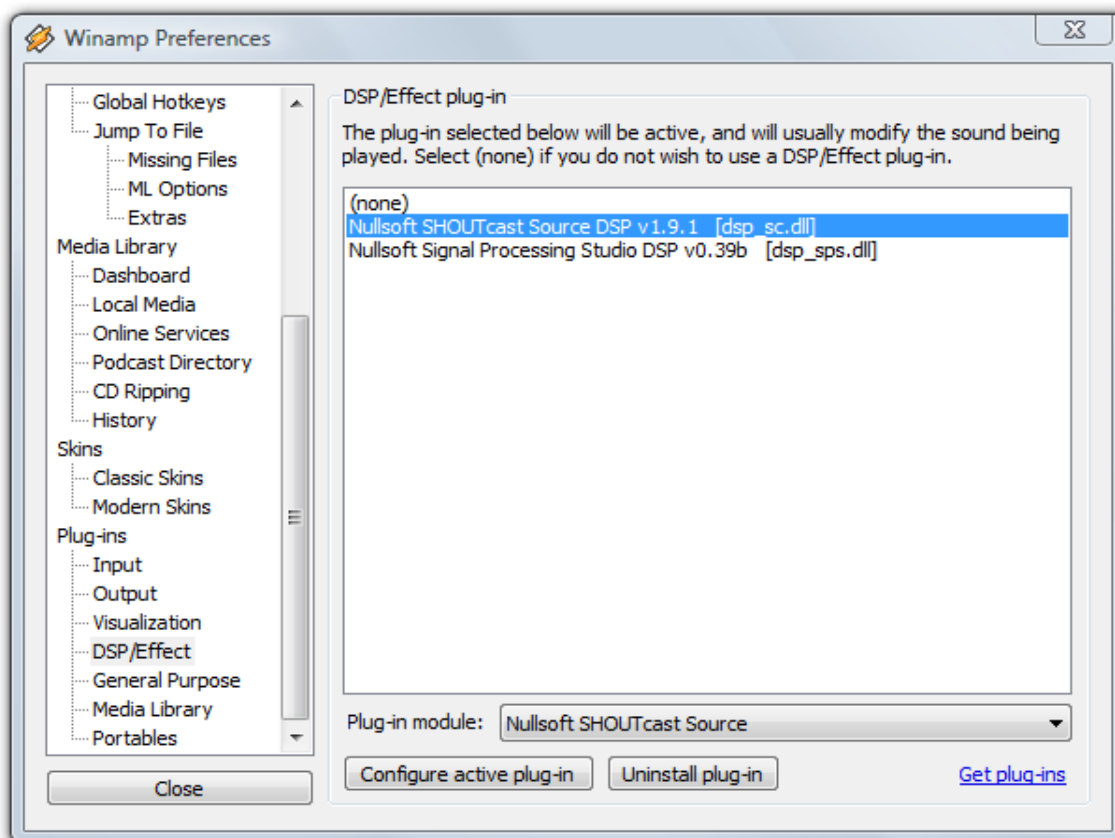 Winamp Preferences
Global Hotkeys
Jump To File
Missing Files
ML Options
Extras
Media Library
Dashboard
Local Media
Online Services
Podcast Directory
CD Ripping
History
Skins
Classic Skins
Modern Skins
Plug-ins
Input
Output
Visualization
DSP/Effect
General Purpose
Media Library
Portables
Close
DSP/Effect plug-in
The plug-in selected below will be active, and will usually modify the sound being
played. Select (none) if you do not wish to use a DSP/Effect plug-in.
(none)
Nullsoft SHOUTcast Source DSP v1.9.1 [dsp_sc.dll]
Nullsoft Signal Processing Studio DSP v0.39b [dsp_sps.dll]
Plug-in module: Nullsoft SHOUTcast Source
Configure active plug-in Uninstall plug-in Get plug-ins